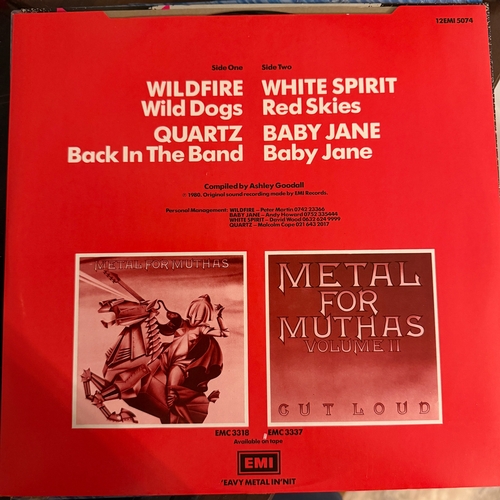 12EMI 5074
Side One
WILDFIRE
Wild Dogs
QUARTZ
Back In The Band
Side Two
WHITE SPIRIT
Red Skies
BABY JANE
Baby Jane
Compiled by Ashley Goodall
℗ 1980. Original sound recording made by EMI Records.
Personal Management: WILDFIRE – Peter Martin 0742 23366
BABY JANE – Andy Howard 0752 335444
WHITE SPIRIT – David Wood 0632 624 9999
QUARTZ – Malcolm Cope 021 643 2817
METAL FOR MUTHAS
METAL
FOR
MUTHAS
VOLUME II
CUT LOUD
EMC 3318 EMC 3337
Available on tape
EMI
'EAVY METAL IN'NIT